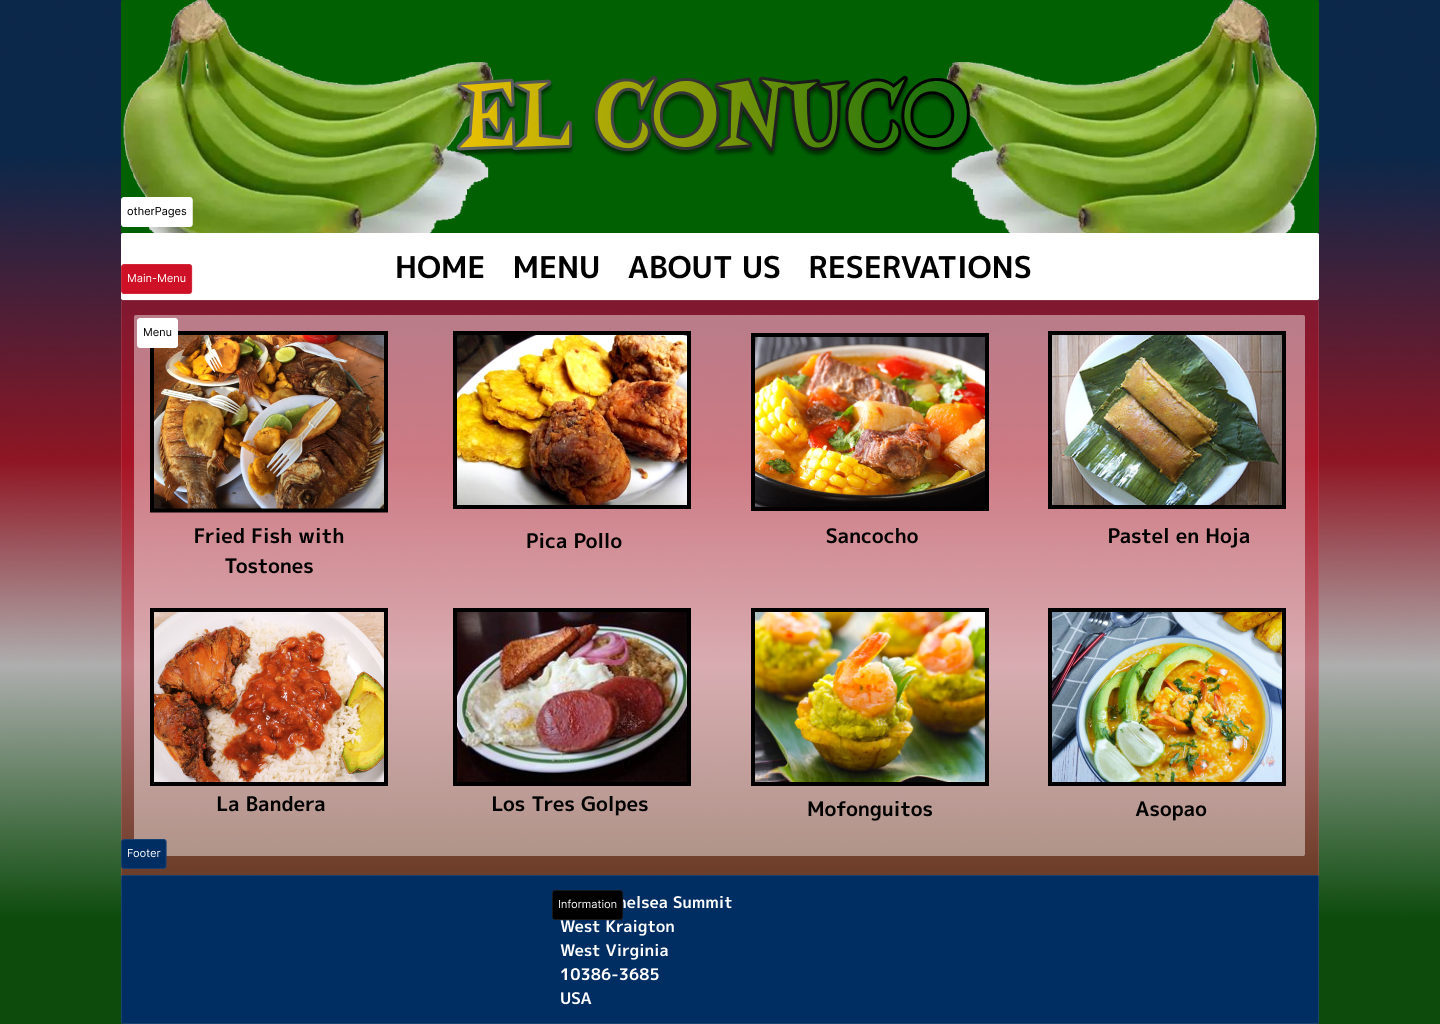 EL CONUCO
otherPages
Main-Menu
HOME MENU ABOUT US RESERVATIONS
Menu
Fried Fish with
Tostones
Pica Pollo
Sancocho
Pastel en Hoja
La Bandera
Los Tres Golpes
Mofonguitos
Asopao
Footer
Information
Summit
West Kraigton
West Virginia
10386-3685
USA